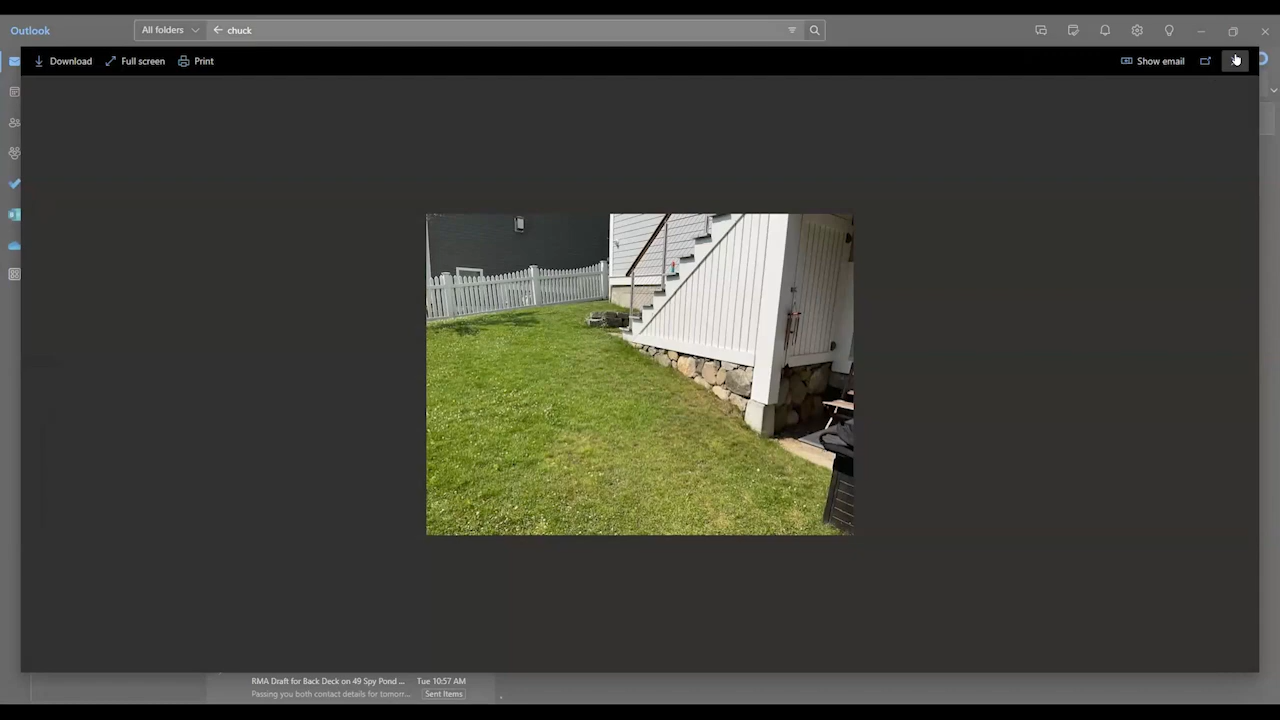 Outlook
All folders
chuck
Download
Full screen
Print
Show email
RMA Draft for Back Deck on 49 Spy Pond ...
Tue 10:57 AM
Passing you both contact details for tomorr...
Sent Items